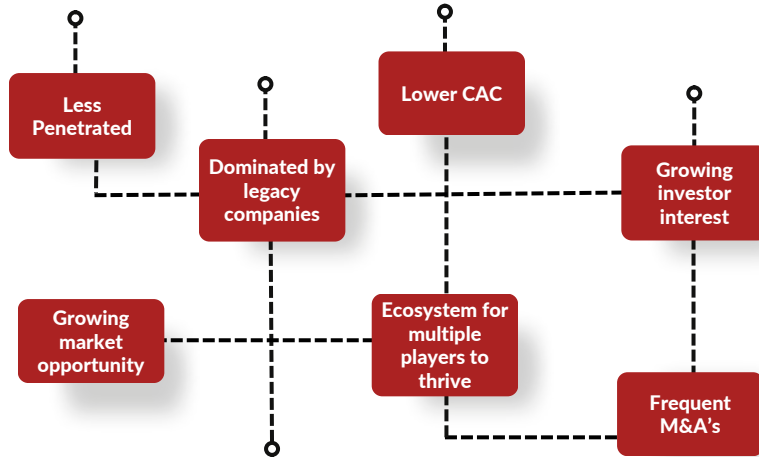 Less
Penetrated
Dominated by
legacy
companies
Lower CAC
Growing
investor
interest
Growing
market
opportunity
Ecosystem for
multiple
players to
thrive
Frequent
M&A's